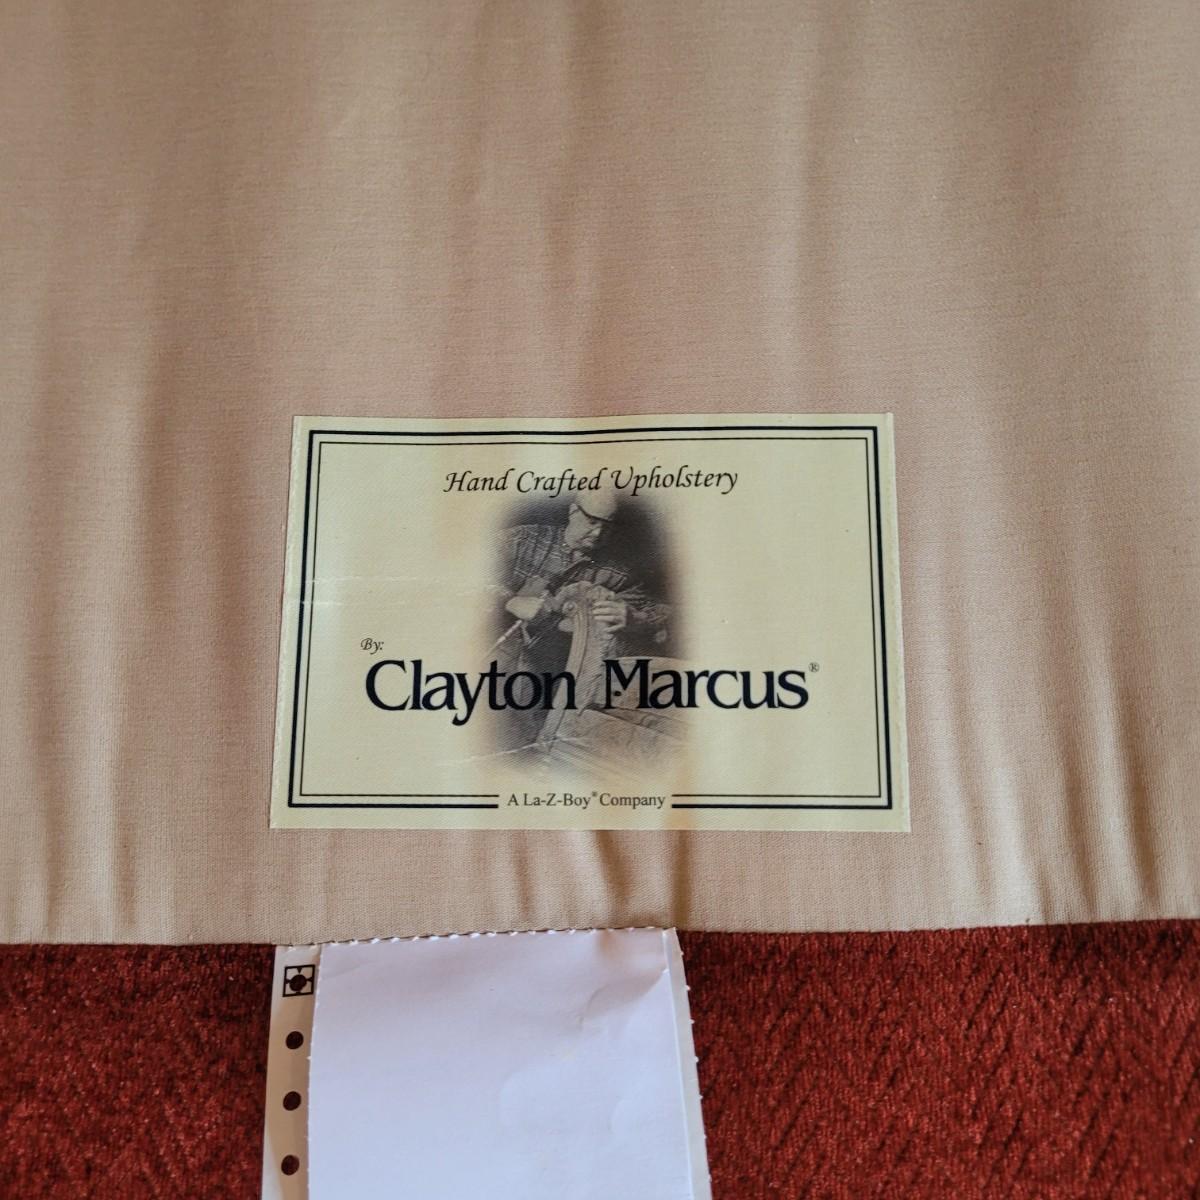 Hand Crafted Upholstery
By:
Clayton Marcus®
A La-Z-Boy® Company